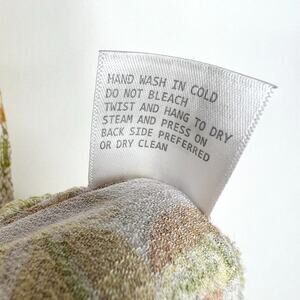 HAND WASH IN COLD
DO NOT BLEACH
TWIST AND HANG TO DRY
STEAM AND PRESS ON
BACK SIDE PREFERRED
OR DRY CLEAN